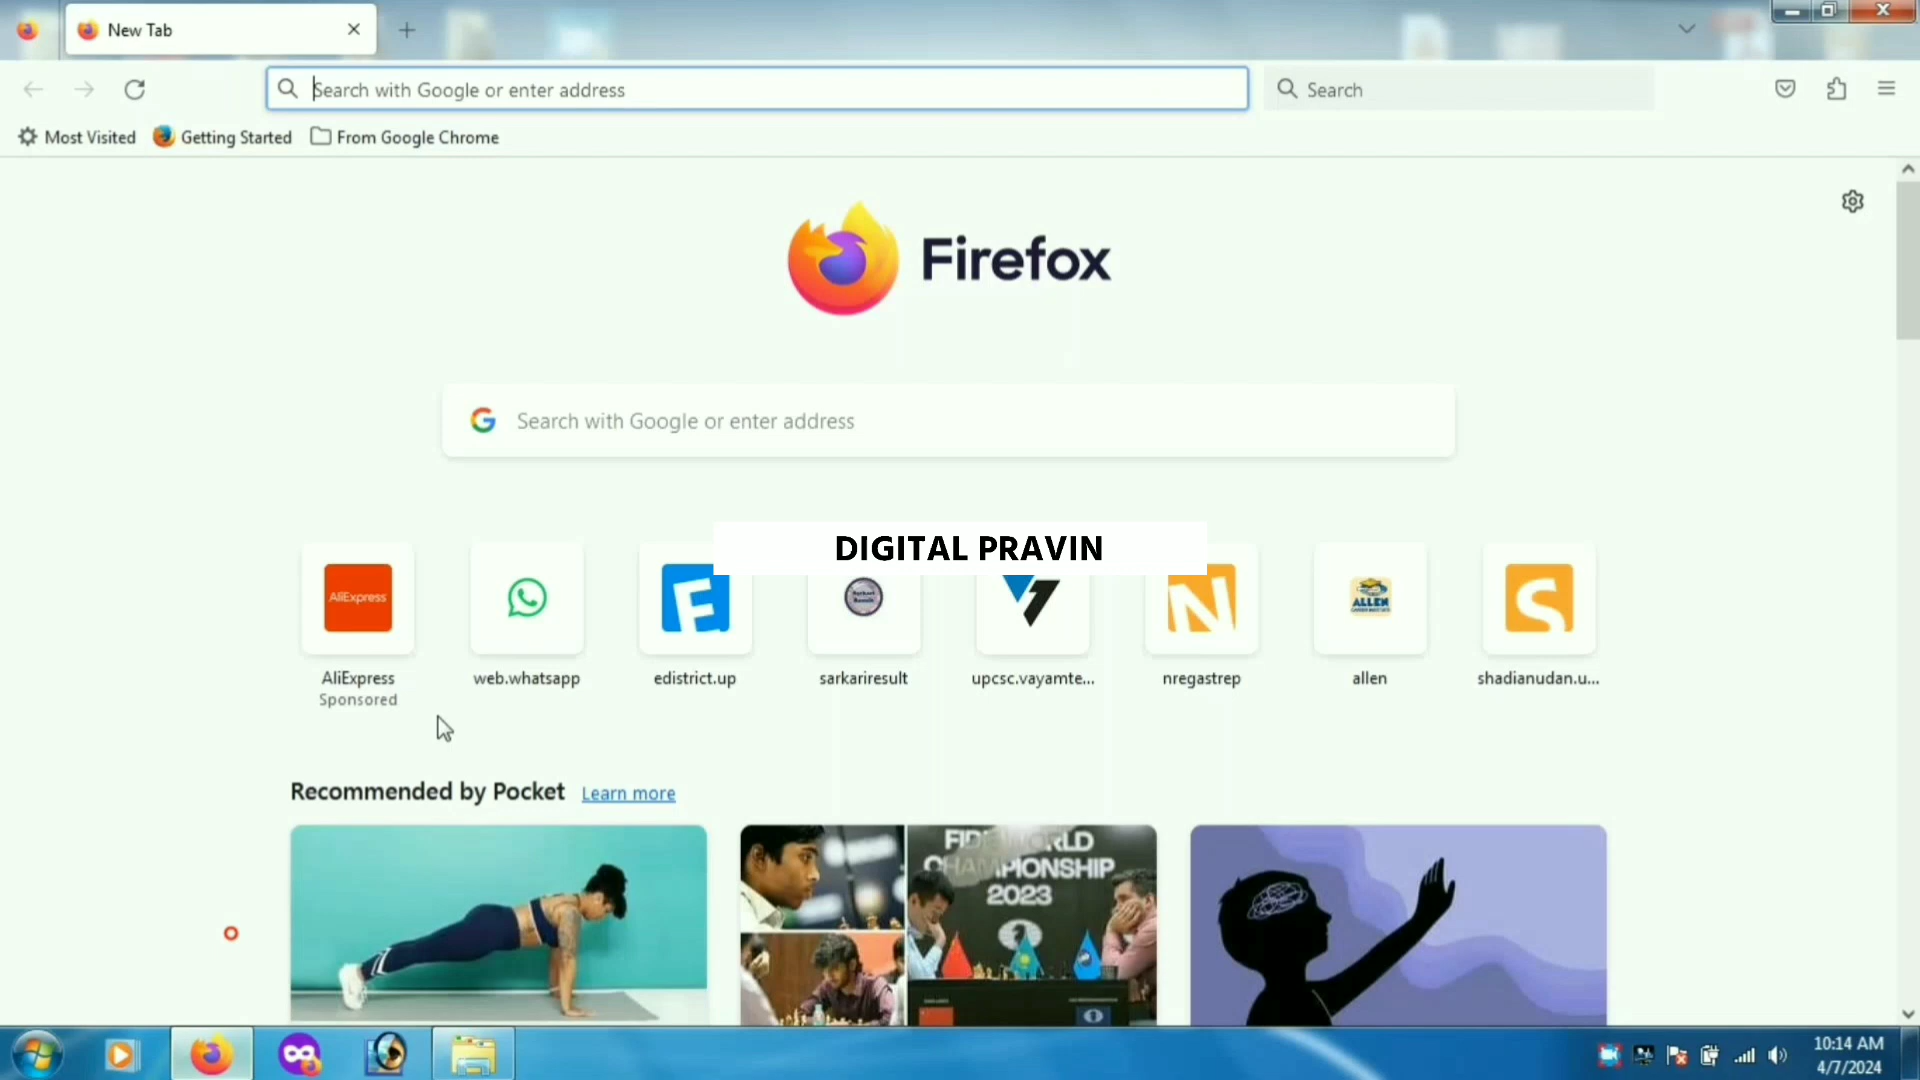 New Tab
Search with Google or enter address
Search
Most Visited
Getting Started
From Google Chrome
Firefox
Search with Google or enter address
DIGITAL PRAVIN
AliExpress
ALLEN
AliExpress
Sponsored
web.whatsapp
edistrict.up
sarkariresult
upcsc.vayamte...
nregastrep
allen
shadianudan.u...
Recommended by Pocket
Learn more
CHAMPIONSHIP
2023
10:14 AM
4/7/2024